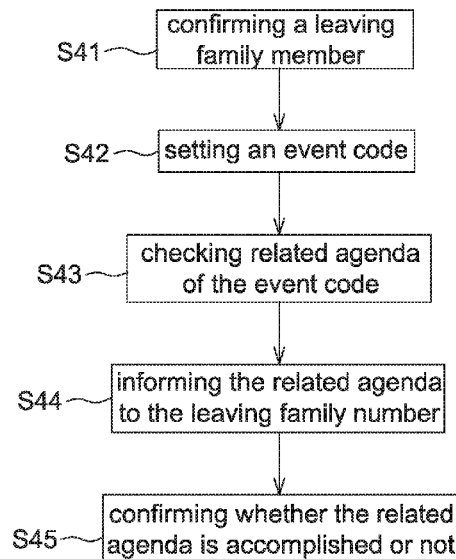 S41
confirming a leaving
family member
S42
setting an event code
S43
checking related agenda
of the event code
S44
informing the related agenda
to the leaving family number
S45
confirming whether the related
agenda is accomplished or not